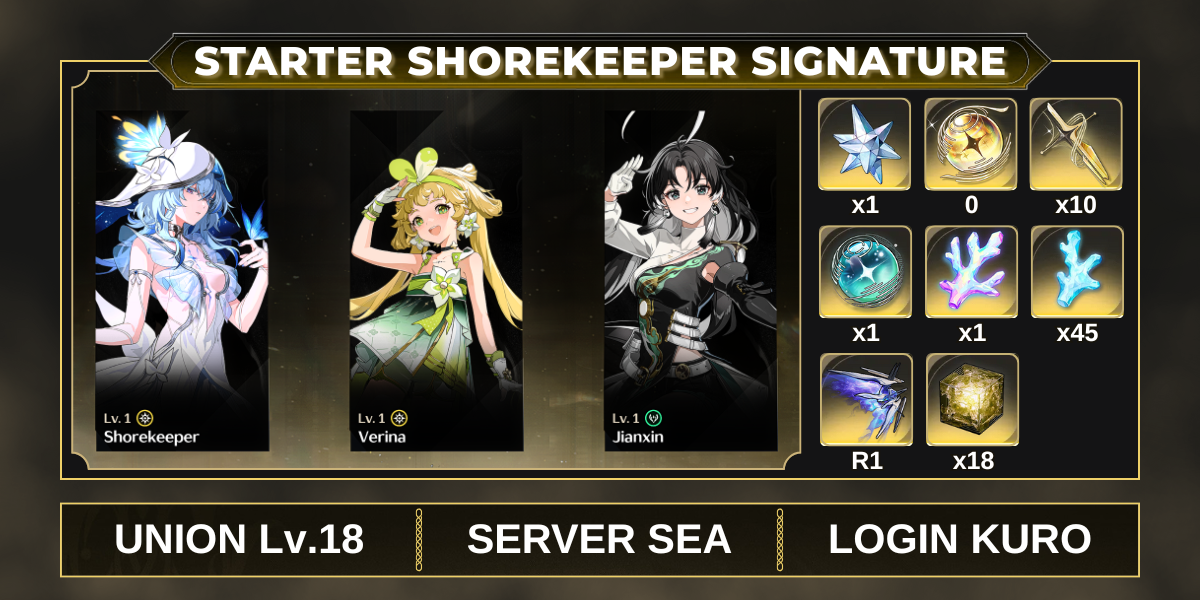 STARTER SHOREKEEPER SIGNATURE
Lv. 1
Shorekeeper
Lv. 1
Verina
Lv. 1
Jianxin
x1
0
x10
x1
x1
x45
R1
x18
UNION Lv.18
SERVER SEA
LOGIN KURO